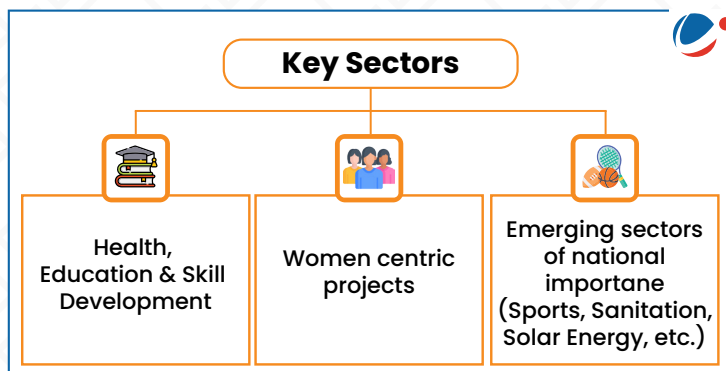 Key Sectors
Health,
Education & Skill
Development
Women centric
projects
Emerging sectors
of national
importane
(Sports, Sanitation,
Solar Energy, etc.)